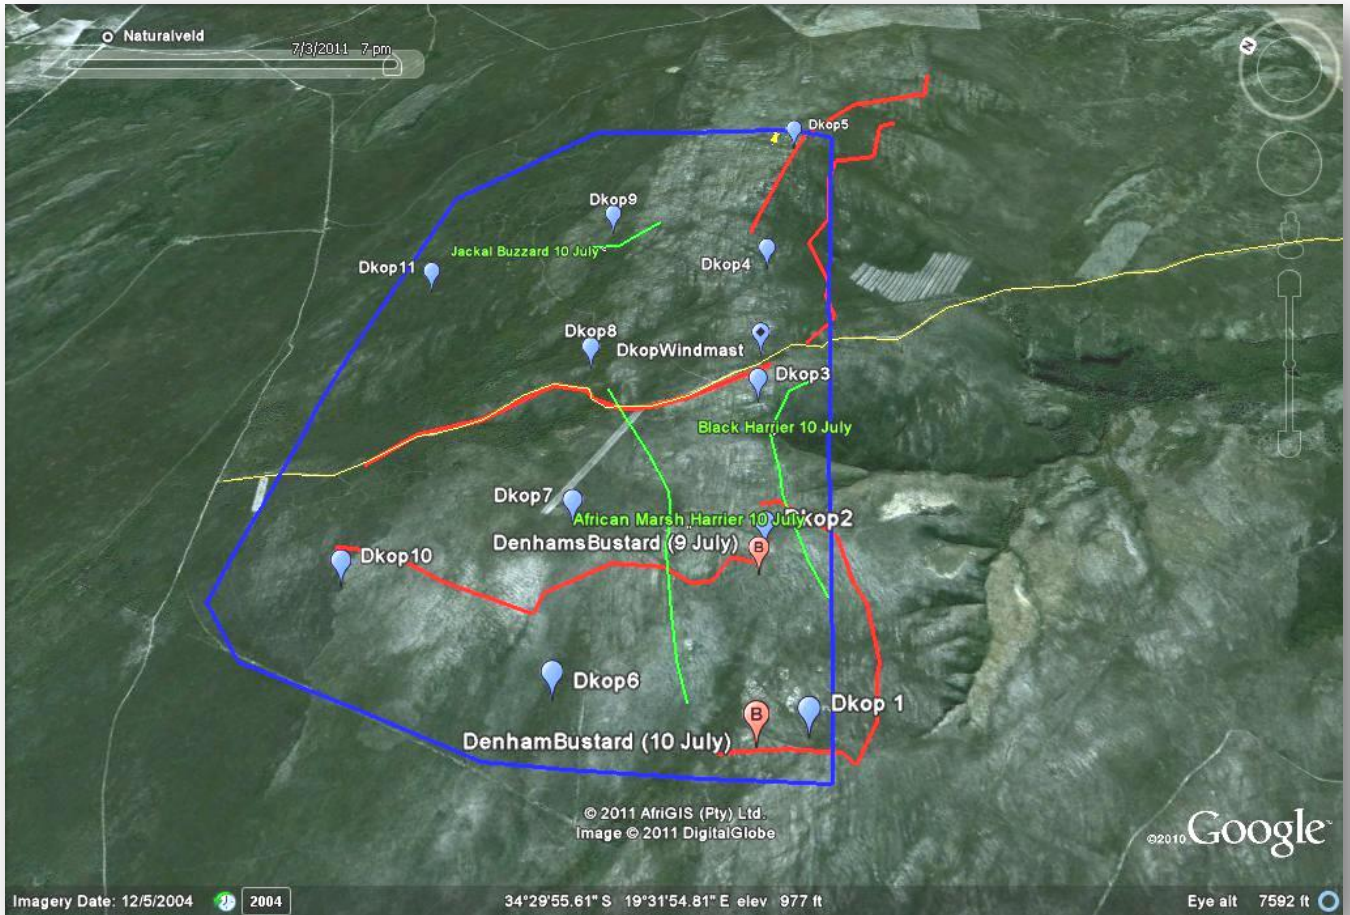 Naturalveld
7/3/2011 7 pm
N
Dkop5
Dkop9
Jackal Buzzard 10 July
Dkop4
Dkop11
Dkop8
DkopWindmast
Dkop3
Black Harrier 10 July
Dkop7
African Marsh Harrier 10 July
Dkop2
DenhamsBustard (9 July)
B
Dkop10
Dkop6
Dkop 1
B
DenhamBustard (10 July)
© 2011 AfriGIS (Pty) Ltd.
Image © 2011 DigitalGlobe
©2010 Google
Imagery Date: 12/5/2004 2004 34°29'55.61" S 19°31'54.81" E elev 977 ft Eye alt 7592 ft